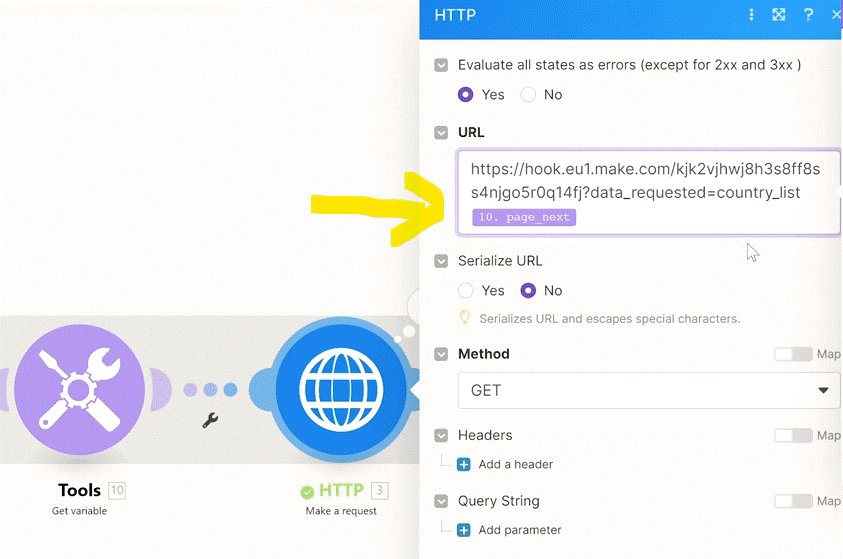 HTTP
Evaluate all states as errors (except for 2xx and 3xx )
Yes No
URL
https://hook.eu1.make.com/kjk2vjhwj8h3s8ff8s
s4njgo5r0q14fj?data_requested=country_list
10. page_next
Serialize URL
Yes No
Serializes URL and escapes special characters.
Method Map
GET
Headers Map
Add a header
Query String Map
Add parameter
Tools 10
Get variable
HTTP 3
Make a request